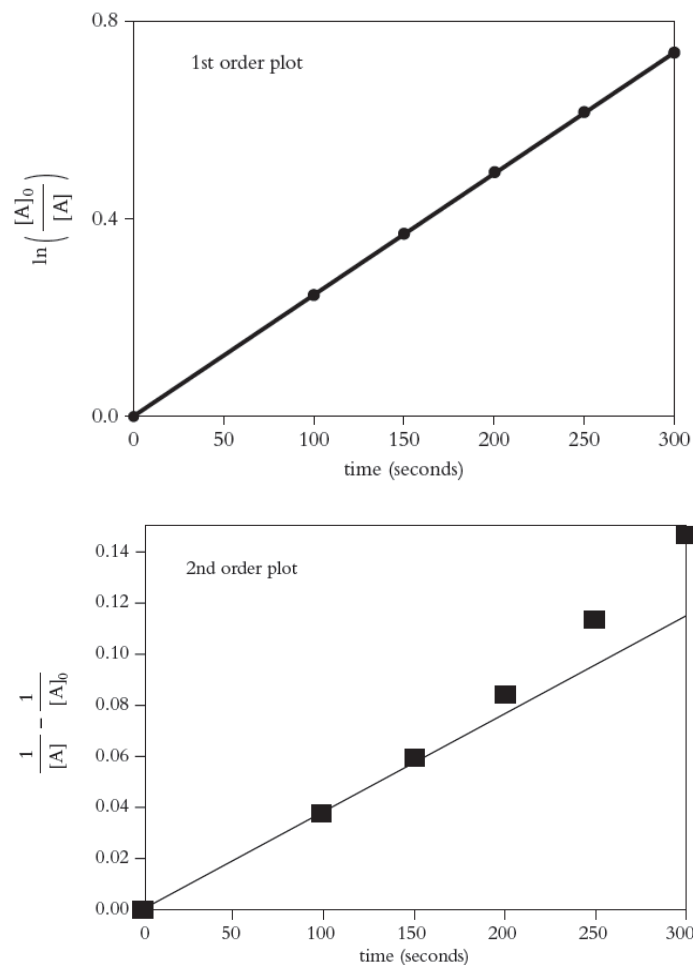 0.8
1st order plot
ln ( [A]₀ / [A] )
0.4
0.0
0 50 100 150 200 250 300
time (seconds)
0.14
2nd order plot
0.12
0.10
0.08
1/[A] - 1/[A]₀
0.06
0.04
0.02
0.00
0 50 100 150 200 250 300
time (seconds)